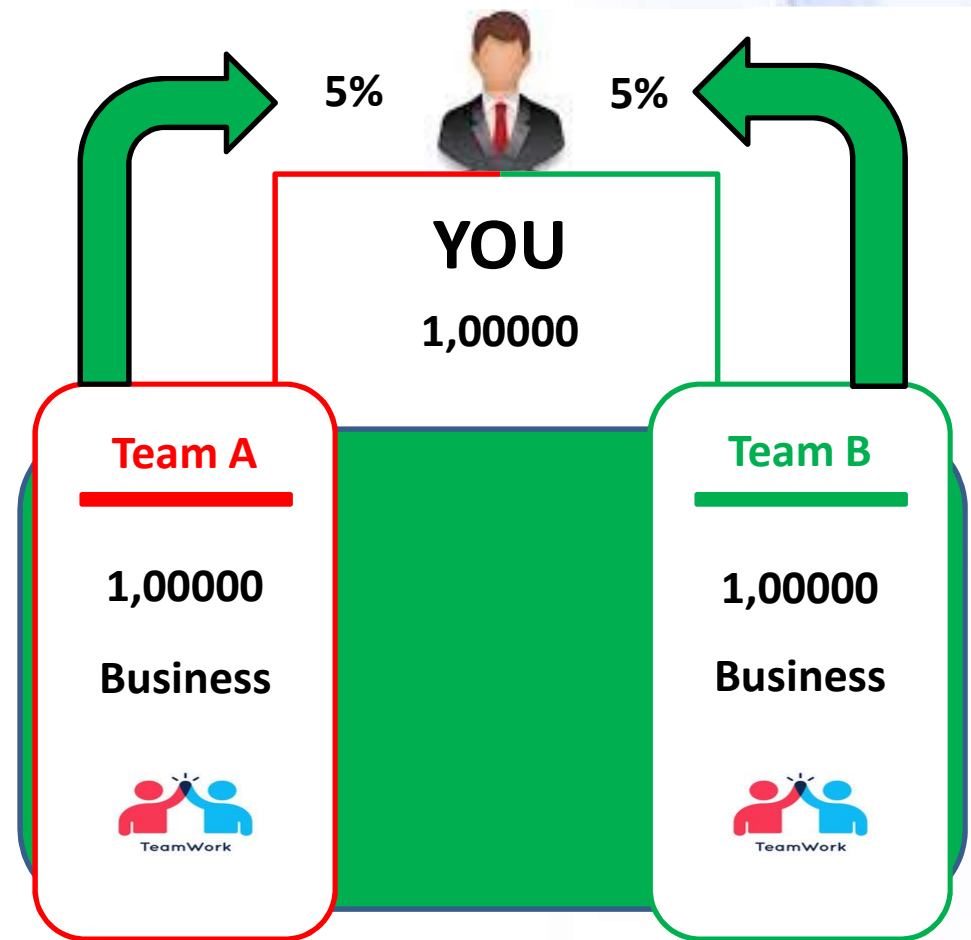 5%
5%
YOU
1,00000
Team A
1,00000
Business
TeamWork
Team B
1,00000
Business
TeamWork